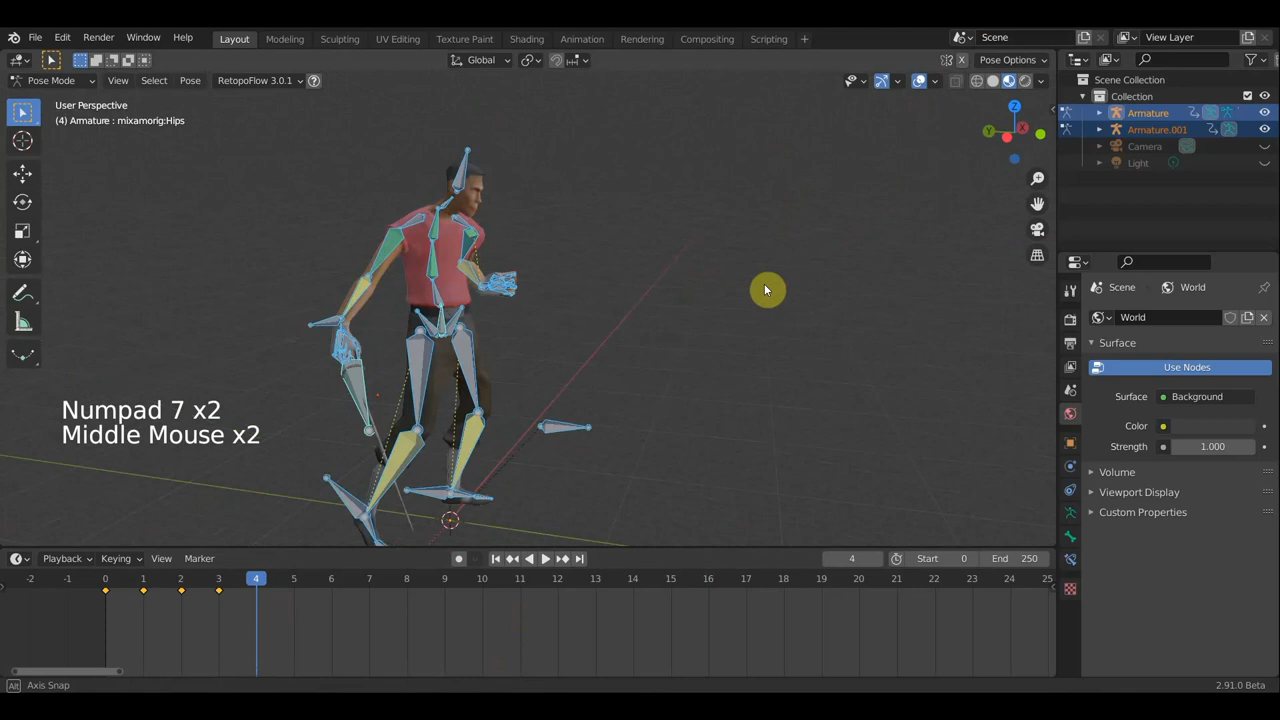 File Edit Render Window Help Layout Modeling Sculpting UV Editing Texture Paint Shading Animation Rendering Compositing Scripting + Scene View Layer
Global Pose Options
Pose Mode View Select Pose RetopoFlow 3.0.1 ?
X
Scene Collection
Collection
Armature
Armature.001
Camera
Light
User Perspective
(4) Armature : mixamorig:Hips
Z
Y
X
Numpad 7 x2
Middle Mouse x2
Scene World
World
Surface
Use Nodes
Surface Background
Color
Strength 1.000
Volume
Viewport Display
Custom Properties
Playback Keying View Marker 4 Start 0 End 250
-2 -1 0 1 2 3 4 5 6 7 8 9 10 11 12 13 14 15 16 17 18 19 20 21 22 23 24 25
Alt Axis Snap 2.91.0 Beta